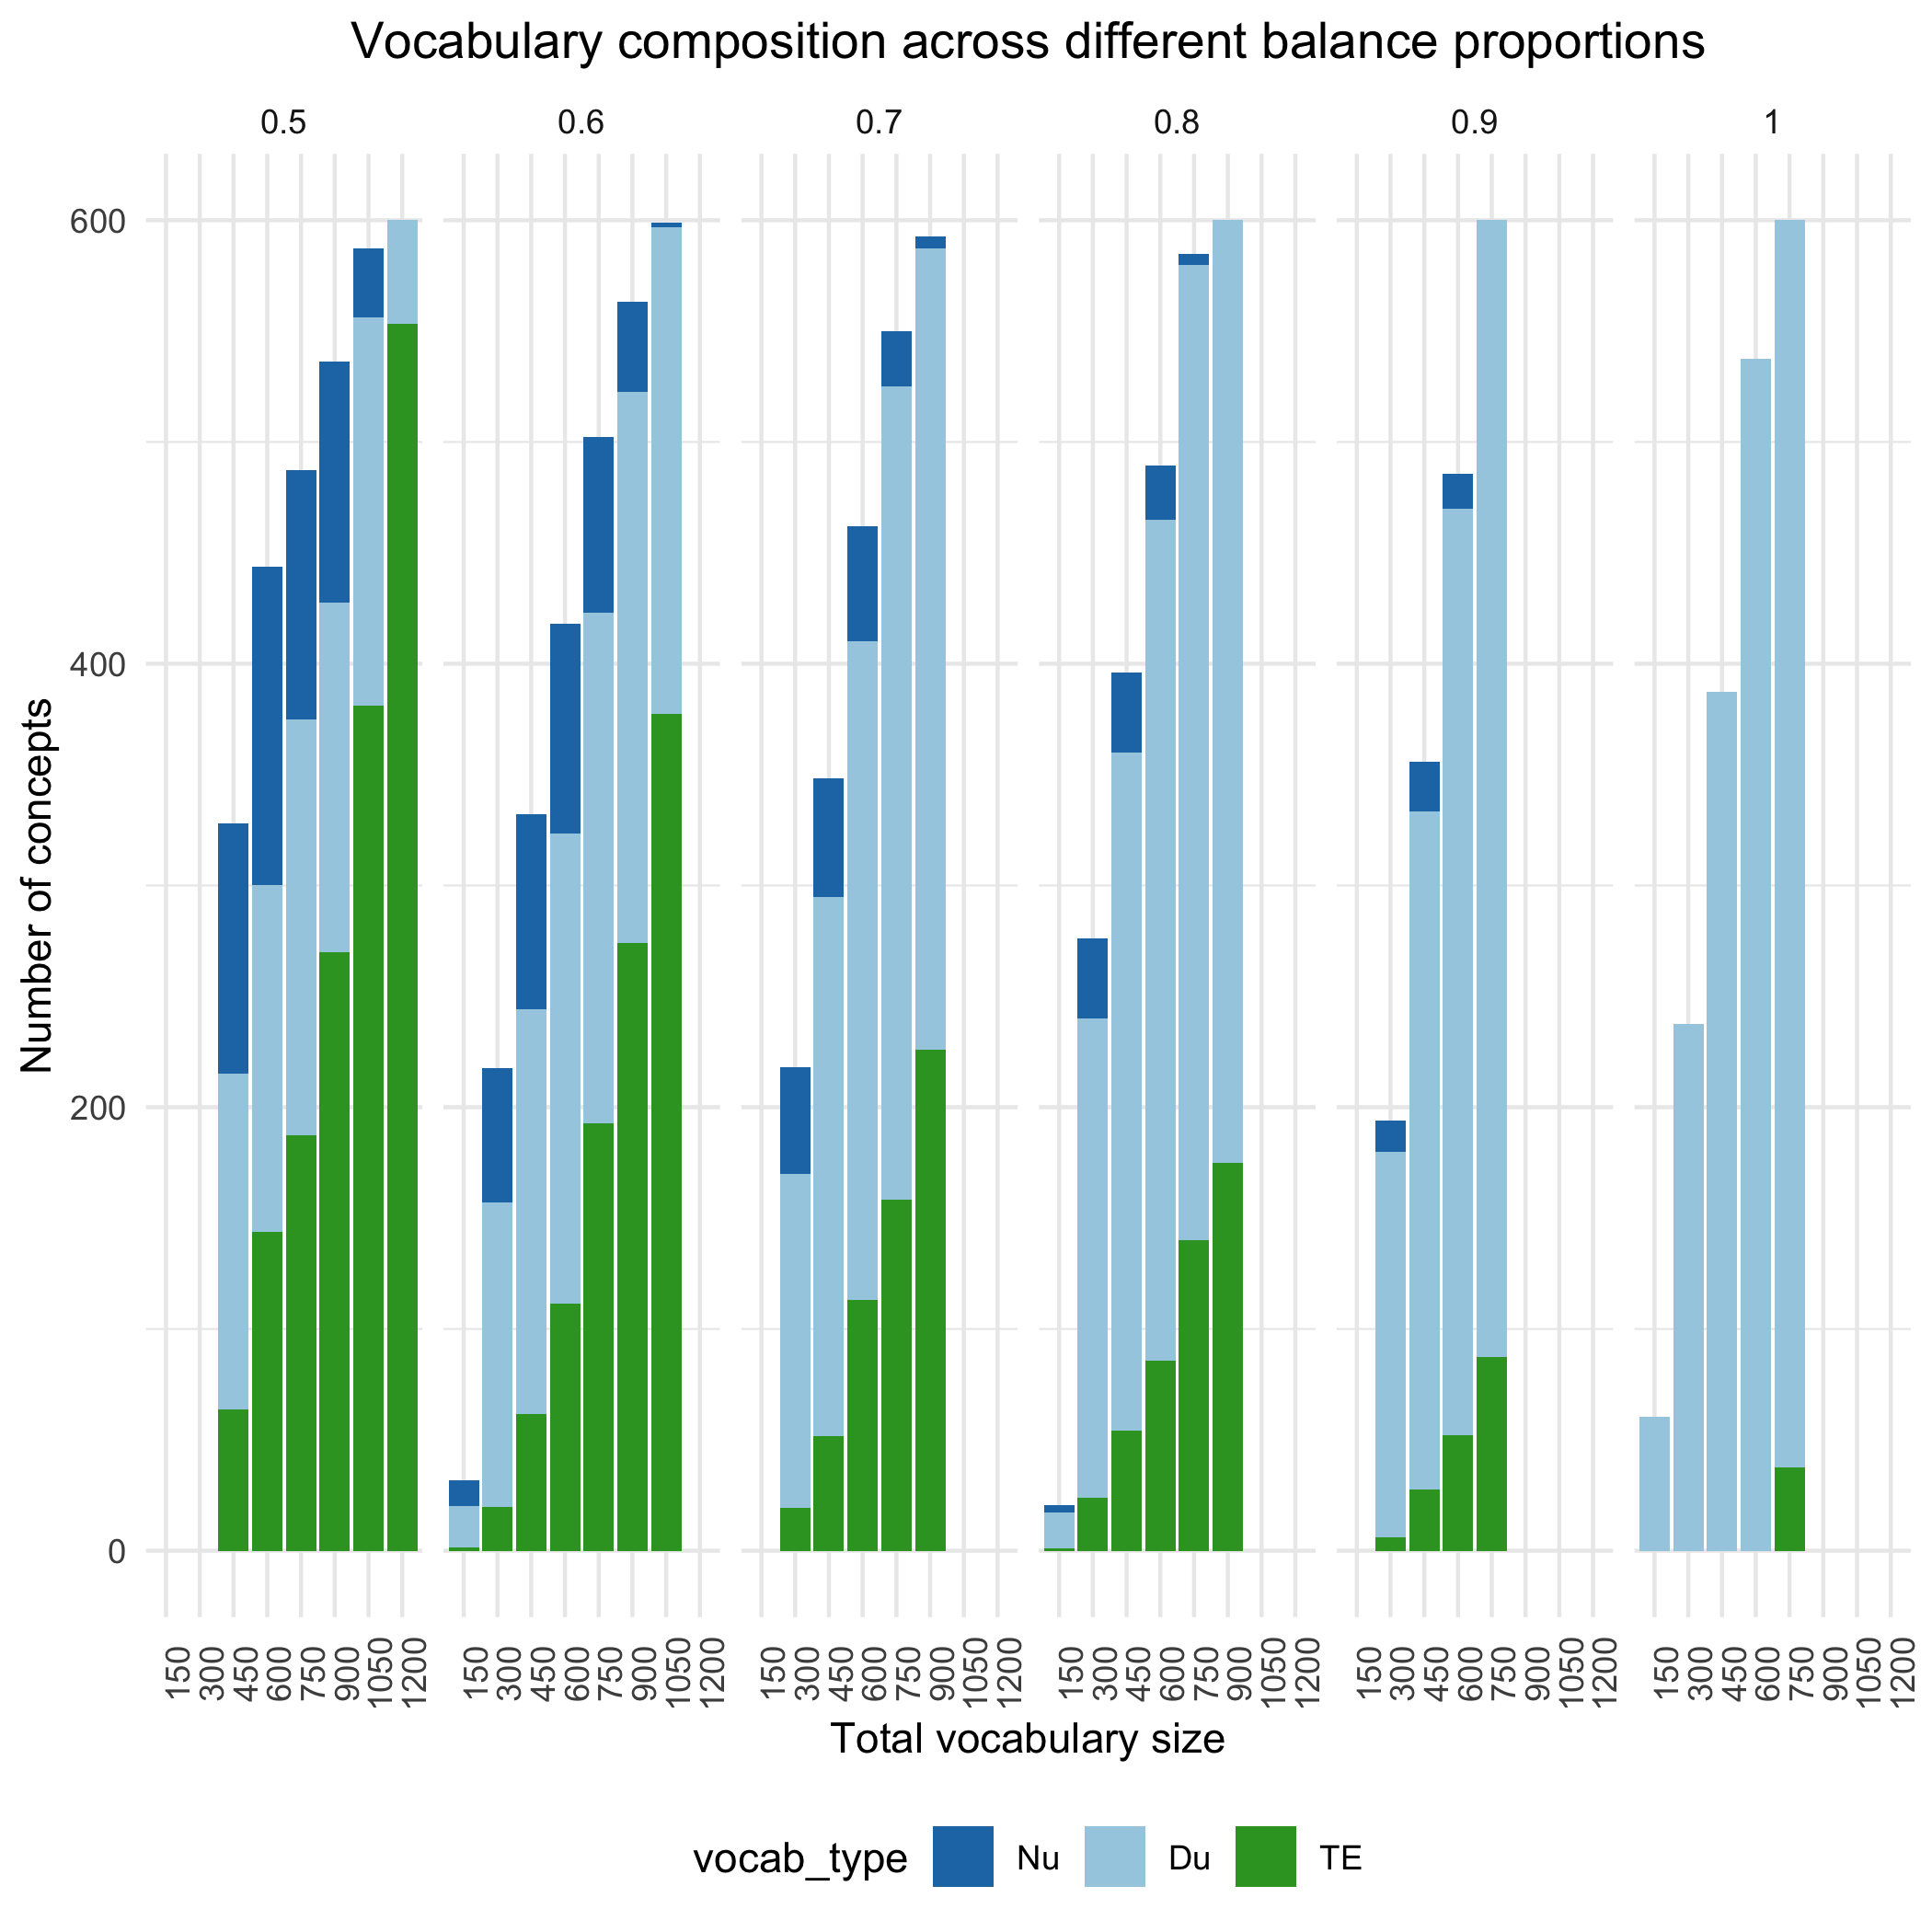 Vocabulary composition across different balance proportions
0.5 0.6 0.7 0.8 0.9 1
600
400
200
0
Number of concepts
150 300 450 600 750 900 1050 1200 150 300 450 600 750 900 1050 1200 150 300 450 600 750 900 1050 1200 150 300 450 600 750 900 1050 1200 150 300 450 600 750 900 1050 1200 150 300 450 600 750 900 1050 1200
Total vocabulary size
vocab_type Nu Du TE